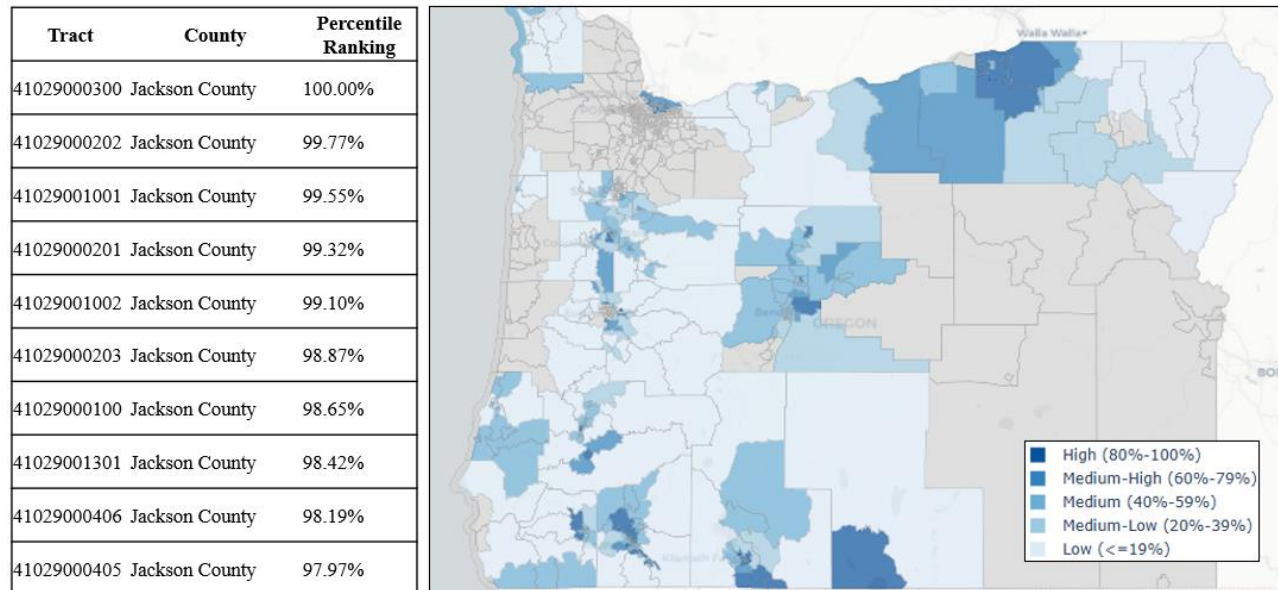 Tract County Percentile Ranking
41029000300 Jackson County 100.00%
41029000202 Jackson County 99.77%
41029001001 Jackson County 99.55%
41029000201 Jackson County 99.32%
41029001002 Jackson County 99.10%
41029000203 Jackson County 98.87%
41029000100 Jackson County 98.65%
41029001301 Jackson County 98.42%
41029000406 Jackson County 98.19%
41029000405 Jackson County 97.97%
Walla Walla
Bend
OREGON
BO
Klamath
High (80%-100%)
Medium-High (60%-79%)
Medium (40%-59%)
Medium-Low (20%-39%)
Low (<=19%)